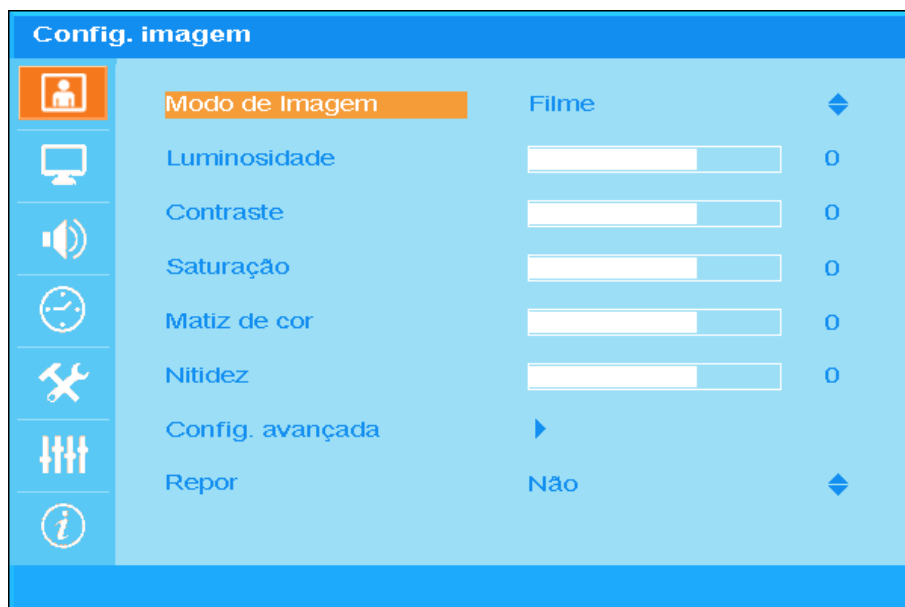 Config. imagem
Modo de Imagem Filme
Luminosidade 0
Contraste 0
Saturação 0
Matiz de cor 0
Nitidez 0
Config. avançada
Repor Não